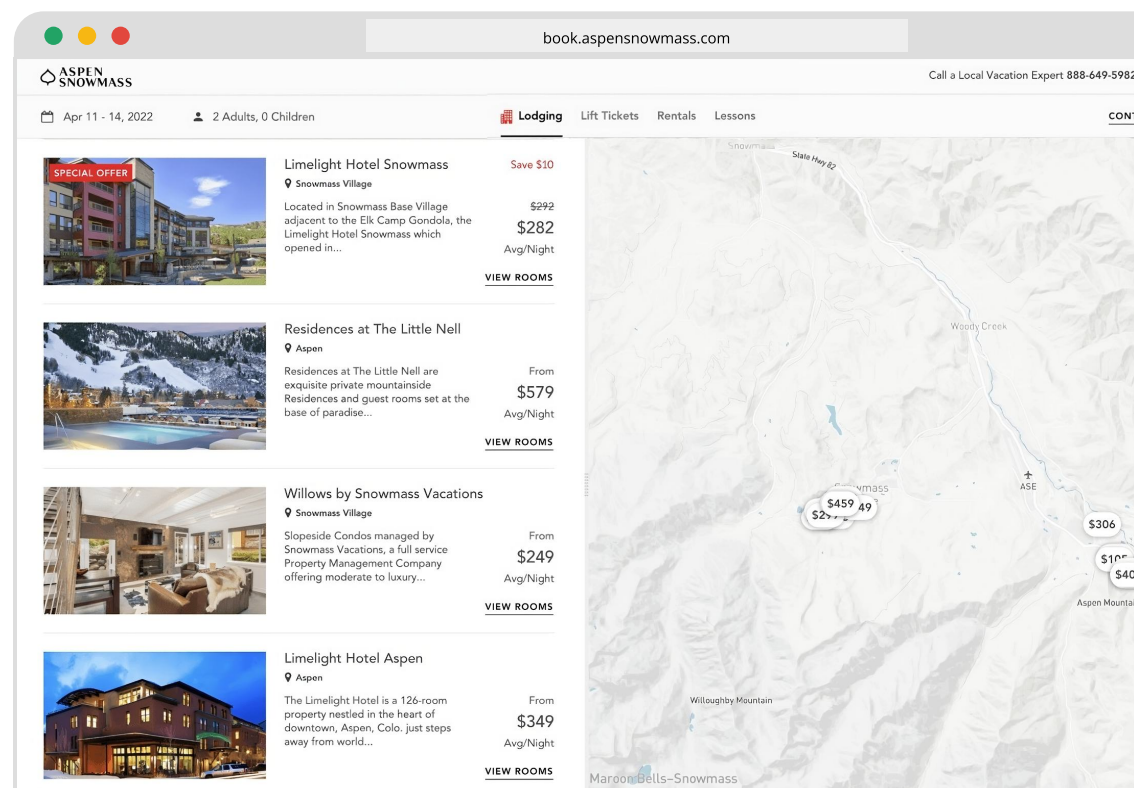 book.aspensnowmass.com
ASPEN
SNOWMASS
Call a Local Vacation Expert 888-649-5982
Apr 11 - 14, 2022
2 Adults, 0 Children
Lodging
Lift Tickets
Rentals
Lessons
CONT
SPECIAL OFFER
Limelight Hotel Snowmass
Save $10
Snowmass Village
Located in Snowmass Base Village
adjacent to the Elk Camp Gondola, the
Limelight Hotel Snowmass which
opened in...
$292
$282
Avg/Night
VIEW ROOMS
Residences at The Little Nell
Aspen
Residences at The Little Nell are
exquisite private mountainside
Residences and guest rooms set at the
base of paradise...
From
$579
Avg/Night
VIEW ROOMS
Willows by Snowmass Vacations
Snowmass Village
Slopeside Condos managed by
Snowmass Vacations, a full service
Property Management Company
offering moderate to luxury...
From
$249
Avg/Night
VIEW ROOMS
Limelight Hotel Aspen
Aspen
The Limelight Hotel is a 126-room
property nestled in the heart of
downtown, Aspen, Colo. just steps
away from world...
From
$349
Avg/Night
VIEW ROOMS
State Hwy 82
Woody Creek
ASE
$459
49
$306
$40
Aspen Mounta
Willoughby Mountain
Maroon Bells–Snowmass